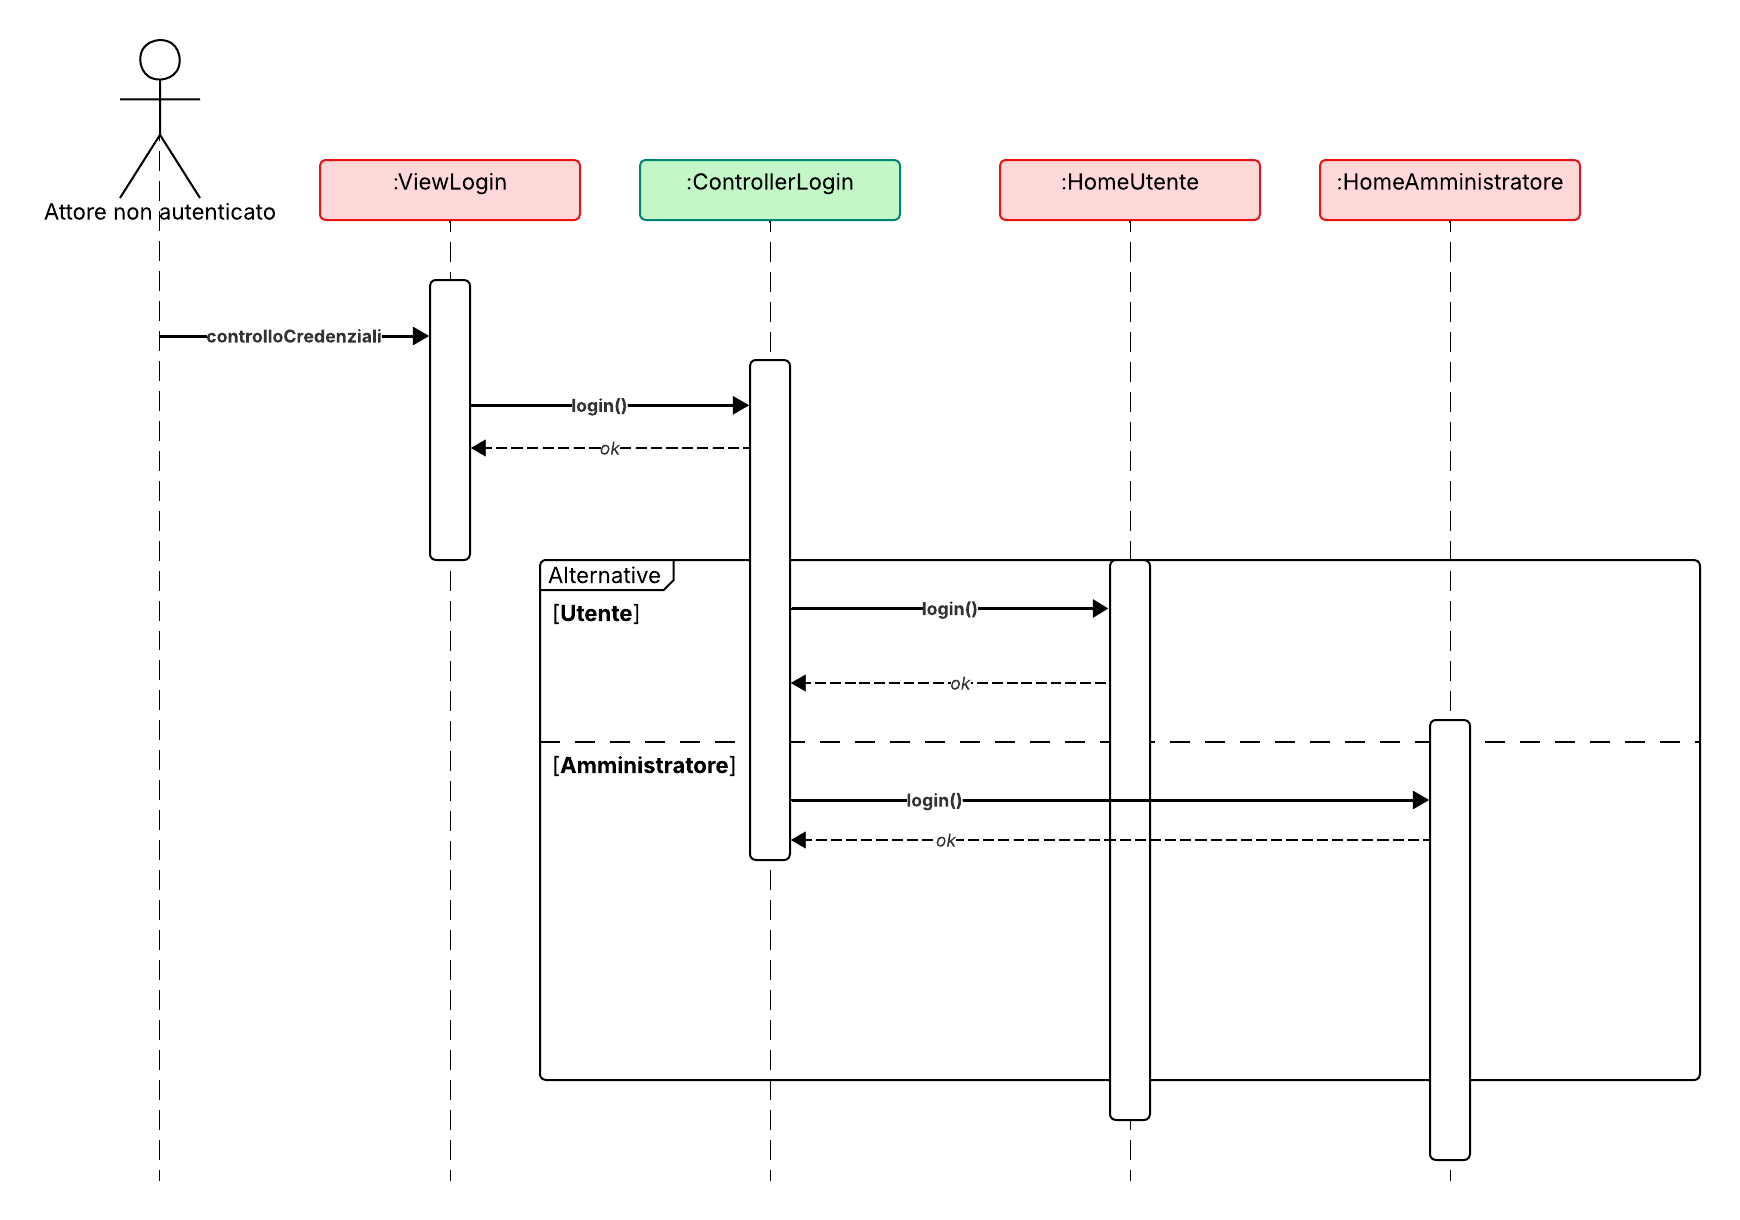 Attore non autenticato
:ViewLogin
:ControllerLogin
:HomeUtente
:HomeAmministratore
controlloCredenziali
login()
ok
Alternative
[Utente]
login()
ok
[Amministratore]
login()
ok